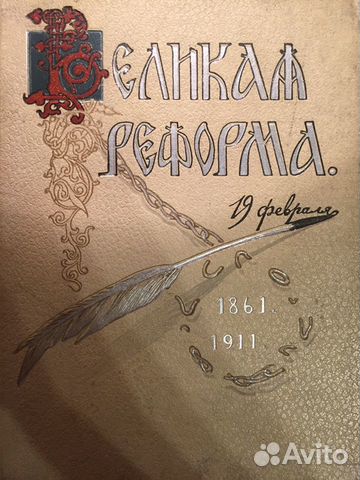 ВЕЛИКАЯ
РЕФОРМА.
19 февраля
1861.
1911.
Avito